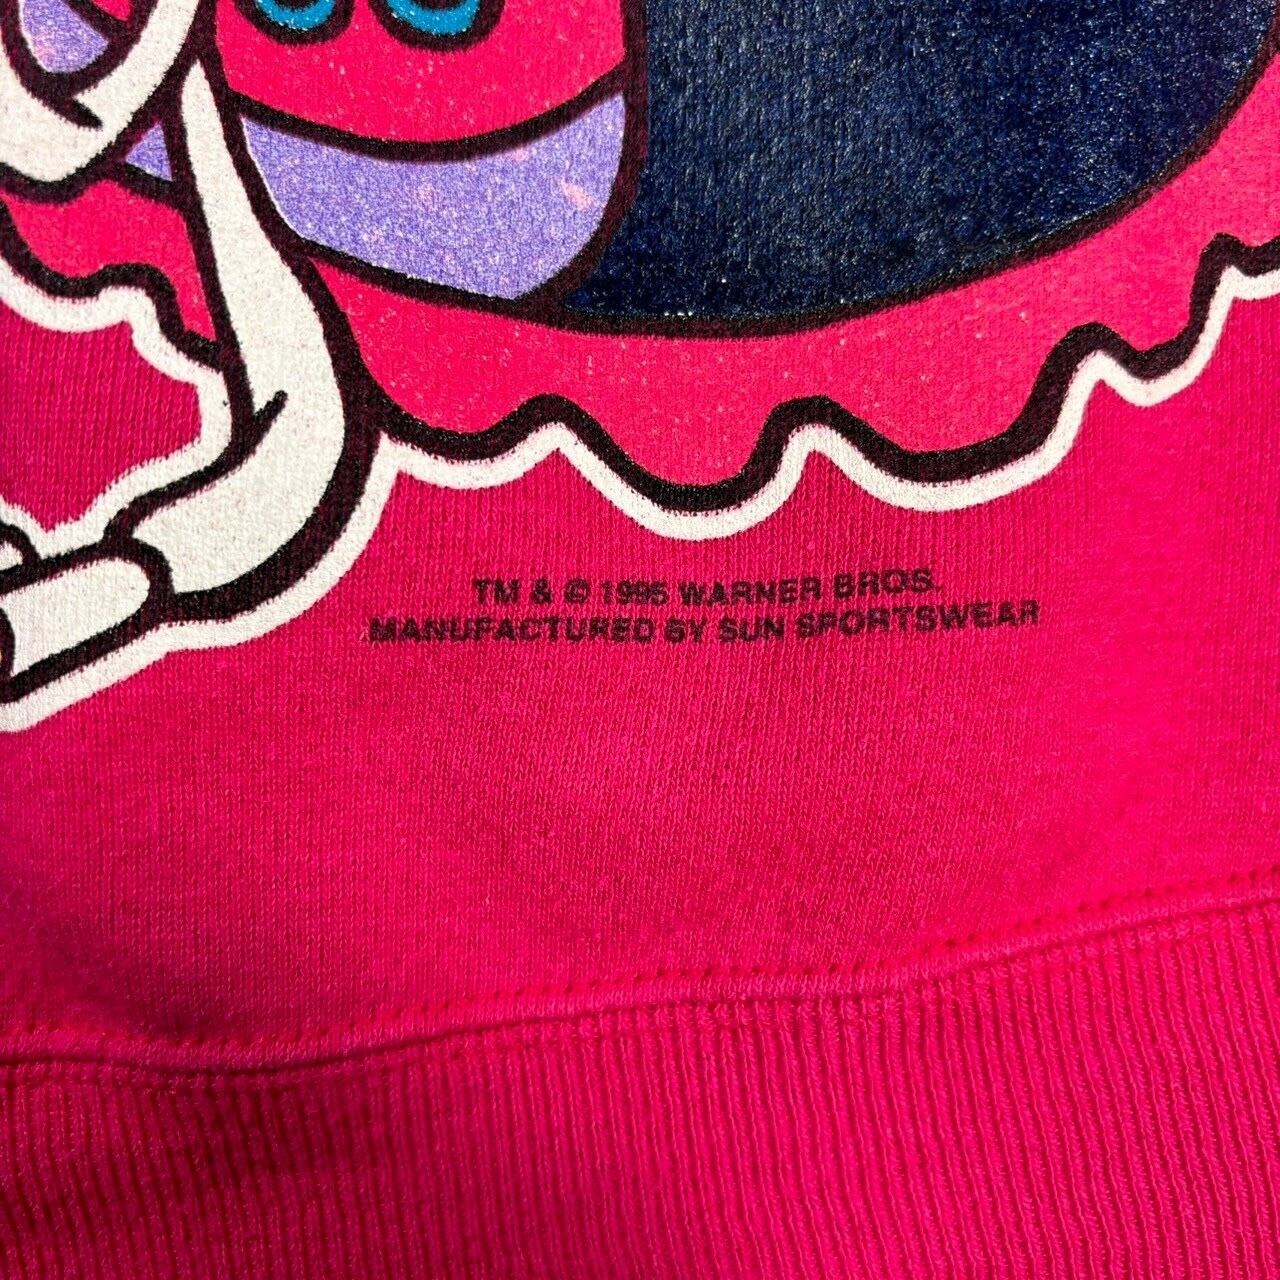 TM & © 1995 WARNER BROS.
MANUFACTURED BY SUN SPORTSWEAR